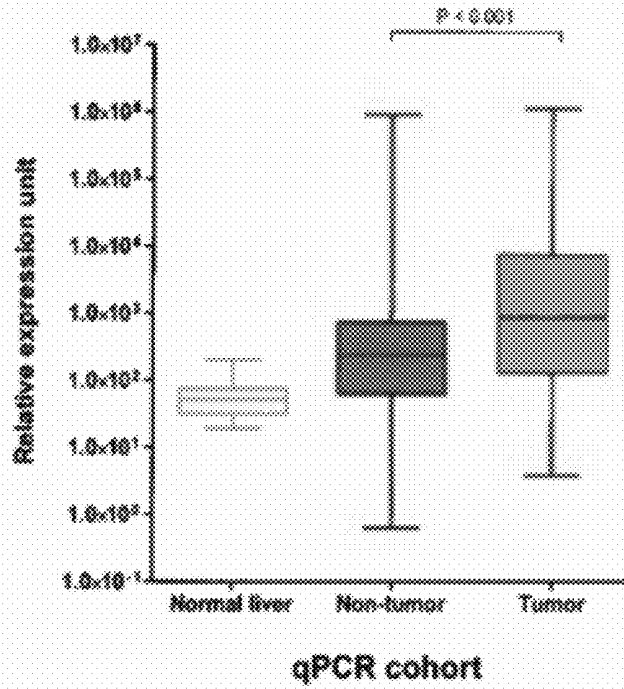 P < 0.001
1.0×10⁷
1.0×10⁶
1.0×10⁵
1.0×10⁴
1.0×10³
1.0×10²
1.0×10¹
1.0×10⁰
1.0×10⁻¹
Relative expression unit
Normal liver
Non-tumor
Tumor
qPCR cohort